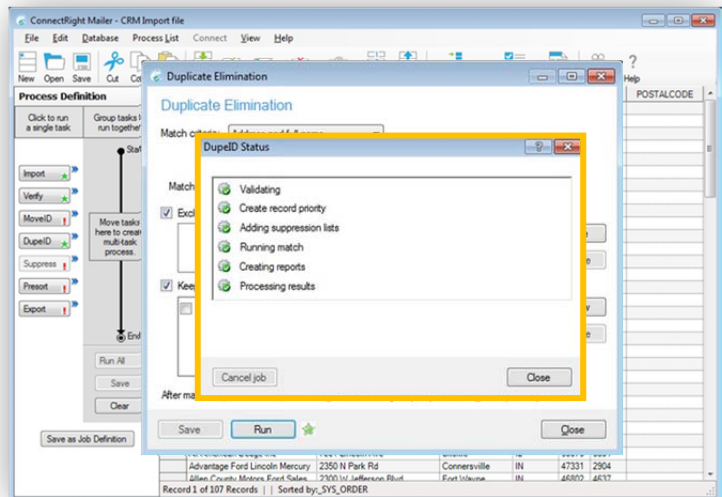 ConnectRight Mailer - CRM Import file
File Edit Database Process List Connect View Help
New Open Save Cut Help
Process Definition
Click to run
a single task
Group tasks
run together
POSTALCODE
Import
Verify
MoveID
DupeID
Suppress
Presort
Export
Move tasks
here to create
multi-task
process.
End
Run All
Save
Clear
Save as Job Definition
Duplicate Elimination
Duplicate Elimination
Match criteria:
DupeID Status
Validating
Create record priority
Adding suppression lists
Running match
Creating reports
Processing results
Cancel job Close
Save Run Close
Advantage Ford Lincoln Mercury 2350 N Park Rd Connersville IN 47331 2904
Allen County Motors Ford Sales 2300 W Jefferson Blvd Fort Wayne IN 46802 4637
Record 1 of 107 Records | | Sorted by:_SYS_ORDER